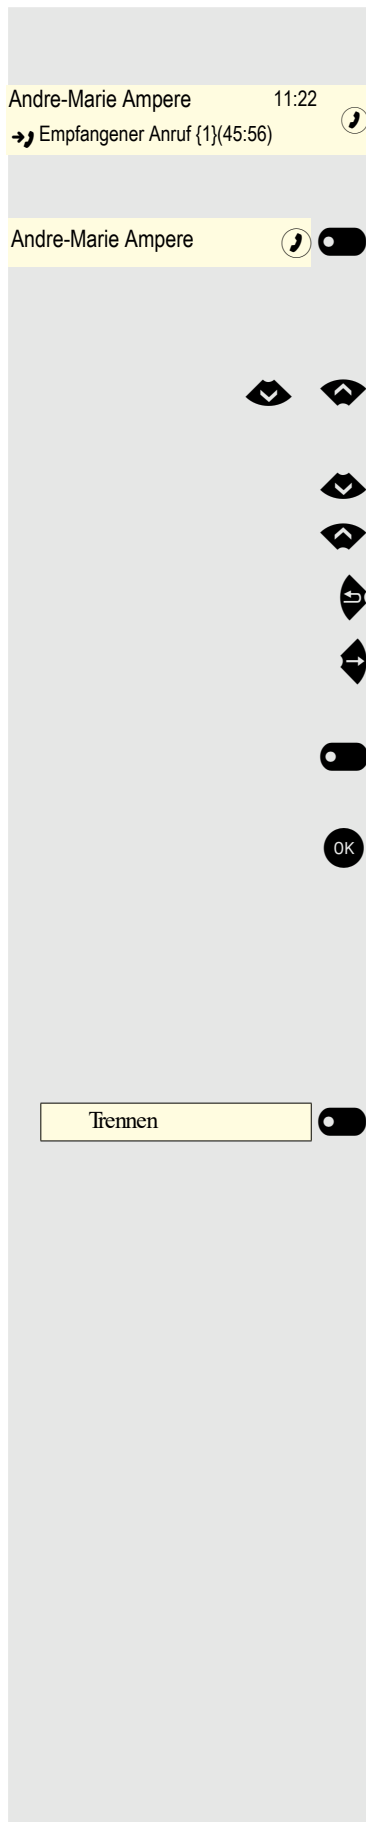 Andre-Marie Ampere 11:22
Empfangener Anruf {1}(45:56)
Andre-Marie Ampere
OK
Trennen